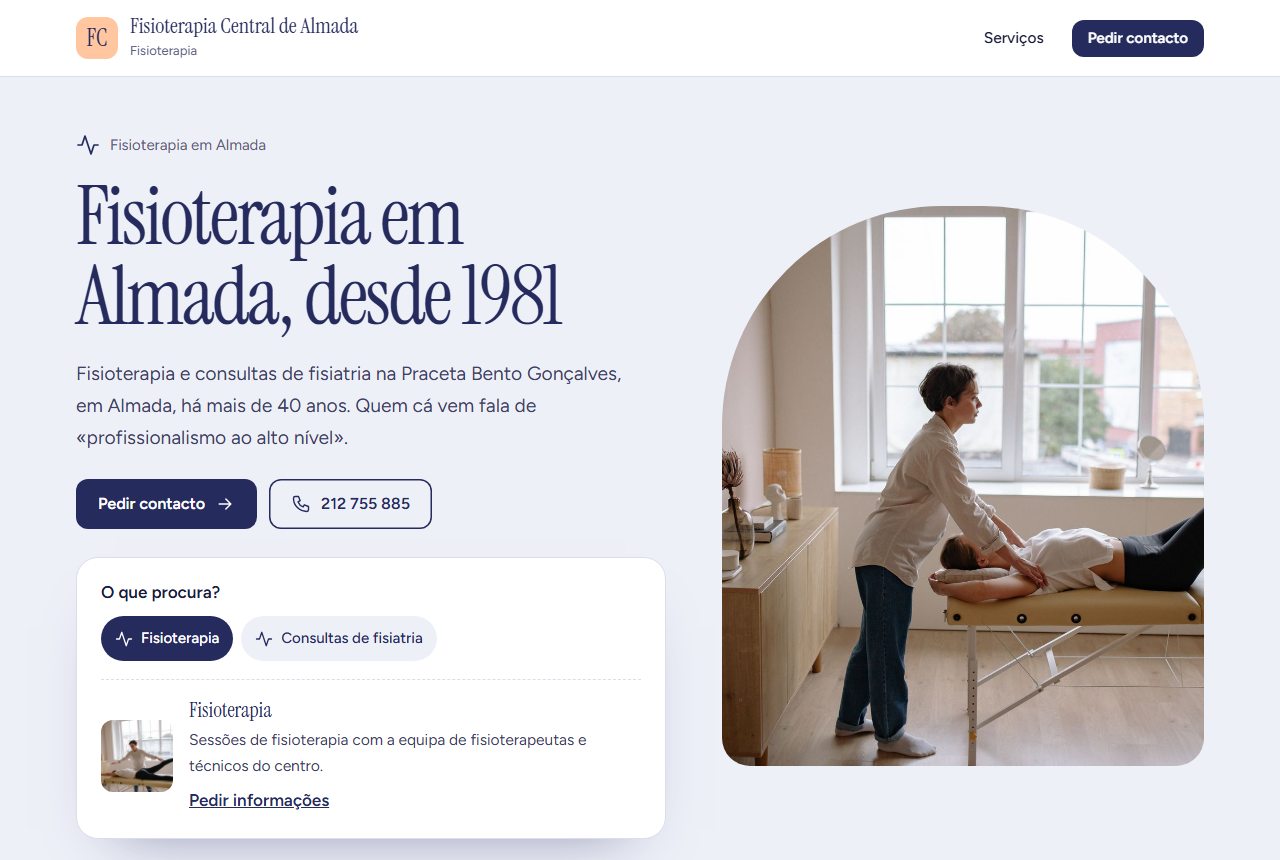 FC
Fisioterapia Central de Almada
Fisioterapia
Serviços
Pedir contacto
Fisioterapia em Almada
Fisioterapia em
Almada, desde 1981
Fisioterapia e consultas de fisiatria na Praceta Bento Gonçalves,
em Almada, há mais de 40 anos. Quem cá vem fala de
«profissionalismo ao alto nível».
Pedir contacto
212 755 885
O que procura?
Fisioterapia
Consultas de fisiatria
Fisioterapia
Sessões de fisioterapia com a equipa de fisioterapeutas e
técnicos do centro.
Pedir informações